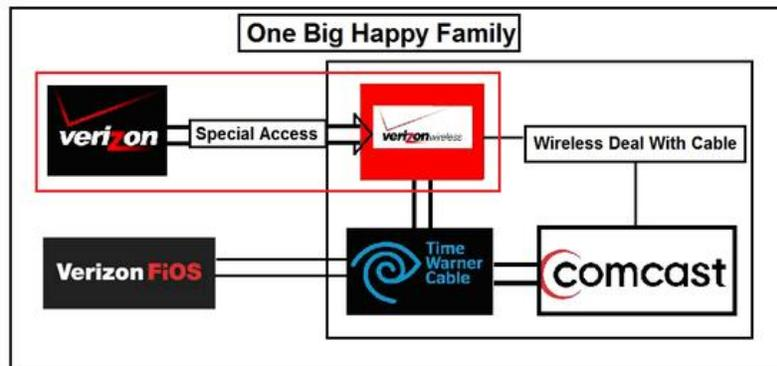 One Big Happy Family
verizon
Special Access
verizonwireless
Wireless Deal With Cable
Verizon FiOS
Time
Warner
Cable
comcast